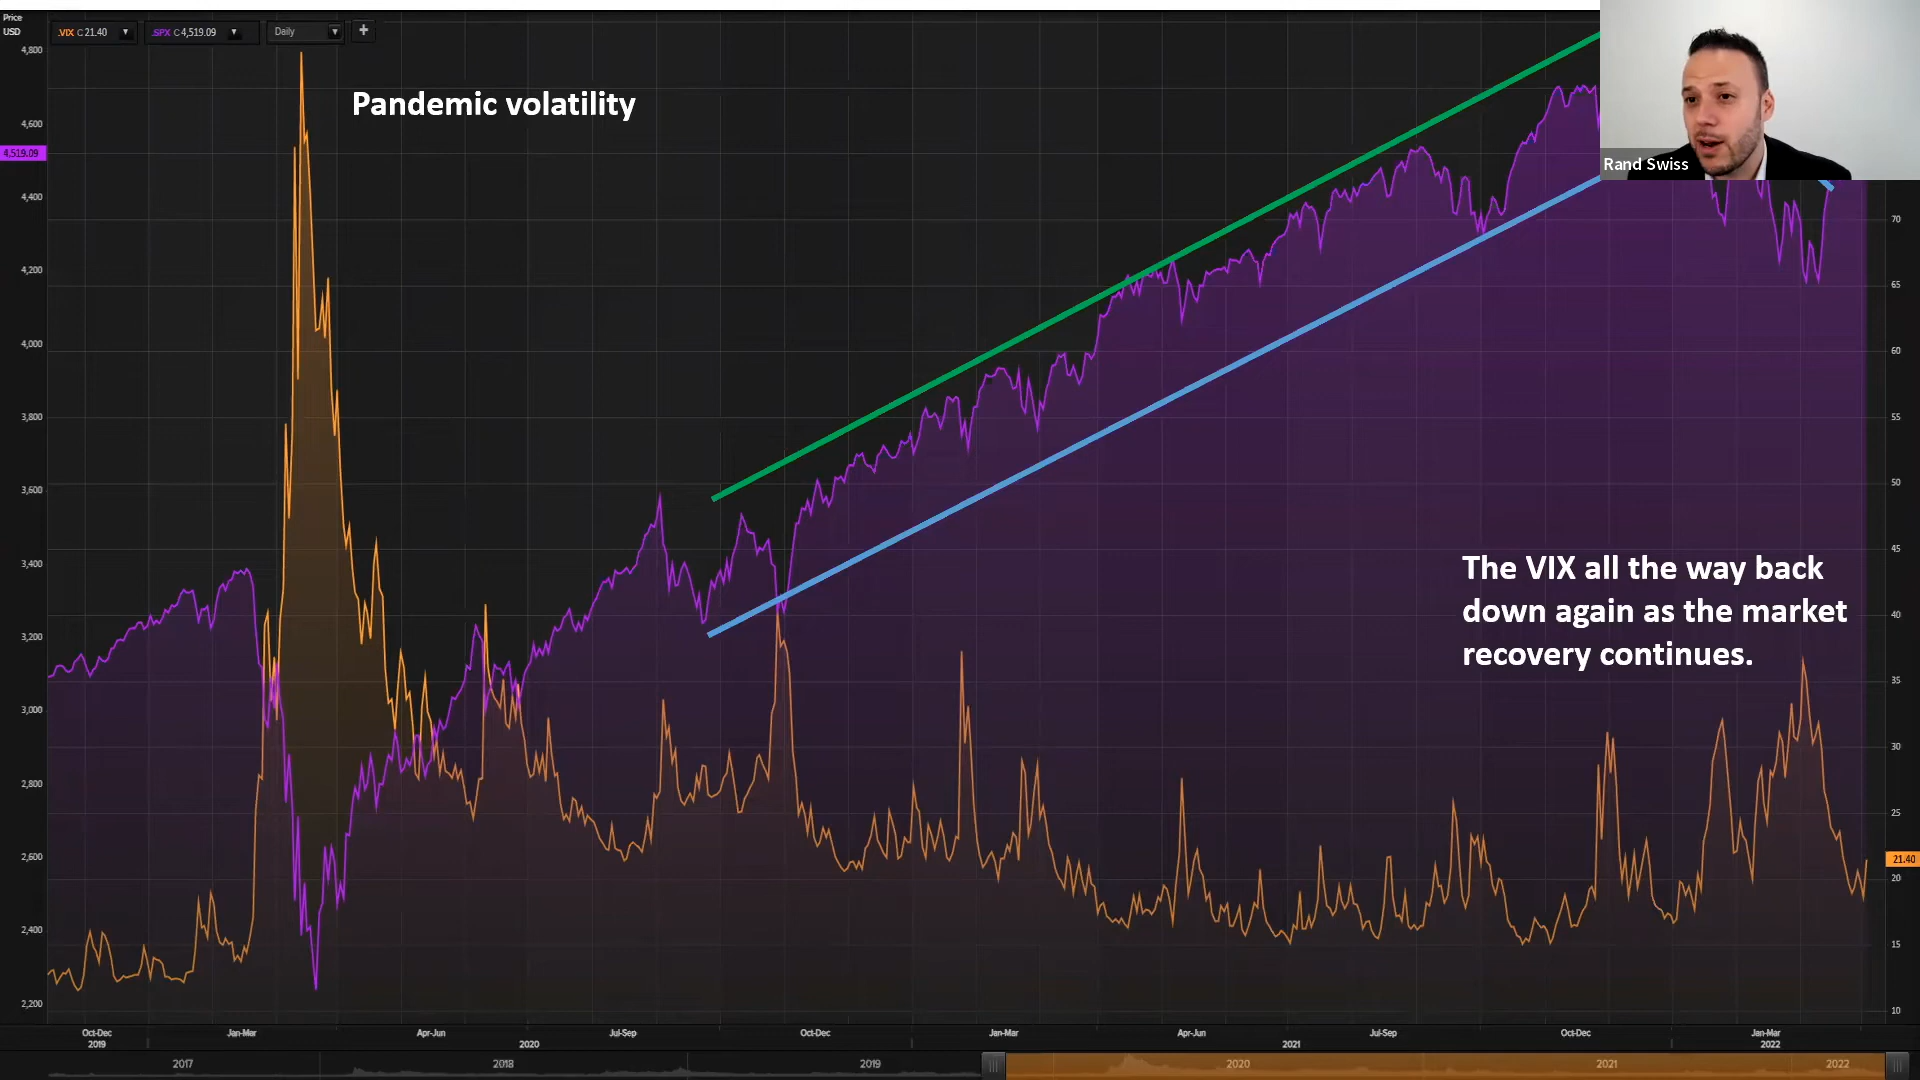 Price
USD
.VIX C 21.40
.SPX C 4,519.09
Daily
+
Pandemic volatility
Rand Swiss
4,800
4,600
4,519.09
4,400
4,200
4,000
3,800
3,600
3,400
3,200
3,000
2,800
2,600
2,400
2,200
70
65
60
55
50
45
40
35
30
25
21.40
20
15
10
The VIX all the way back
down again as the market
recovery continues.
Oct-Dec
Jan-Mar
Apr-Jun
Jul-Sep
Oct-Dec
Jan-Mar
Apr-Jun
Jul-Sep
Oct-Dec
Jan-Mar
2019
2020
2021
2022
2017
2018
2019
2020
2021
2022